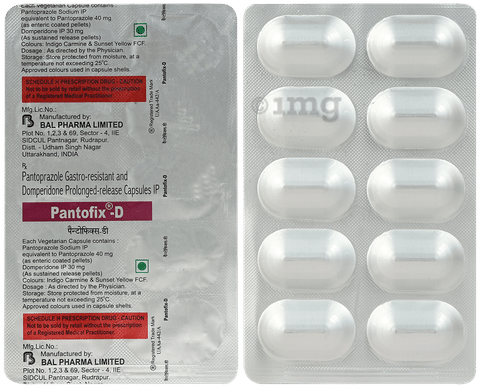 Each Vegetarian Capsule contains :
Pantoprazole Sodium IP
equivalent to Pantoprazole 40 mg
(as enteric coated pellets)
Domperidone IP 30 mg
(As sustained release pellets)
Colours: Indigo Carmine & Sunset Yellow FCF.
Dosage : As directed by the Physician.
Storage: Store protected from moisture, at a
temperature not exceeding 25°C.
Approved colours used in capsule shells.
SCHEDULE H PRESCRIPTION DRUG - CAUTION
Not to be sold by retail without the prescription
of a Registered Medical Practitioner.
Mfg.Lic.No.:
Manufactured by:
BAL PHARMA LIMITED
Plot No. 1,2,3 & 69, Sector - 4, IIE
SIDCUL Pantnagar, Rudrapur.
Distt. - Udham Singh Nagar
Uttarakhand, INDIA
® Registered Trade Mark
Pantofix-D
Rx
Pantoprazole Gastro-resistant and
Domperidone Prolonged-release Capsules IP
Pantofix®-D
पैन्टोफिक्स-डी
Each Vegetarian Capsule contains :
Pantoprazole Sodium IP
equivalent to Pantoprazole 40 mg
(as enteric coated pellets)
Domperidone IP 30 mg
(As sustained release pellets)
Colours: Indigo Carmine & Sunset Yellow FCF.
Dosage : As directed by the Physician.
Storage: Store protected from moisture, at a
temperature not exceeding 25°C.
Approved colours used in capsule shells.
SCHEDULE H PRESCRIPTION DRUG - CAUTION
Not to be sold by retail without the prescription
of a Registered Medical Practitioner.
Mfg.Lic.No.:
Manufactured by:
BAL PHARMA LIMITED
Plot No. 1,2,3 & 69, Sector - 4, IIE
SIDCUL Pantnagar, Rudrapur.
® Registered Trade Mark
Pantofix-D
1mg